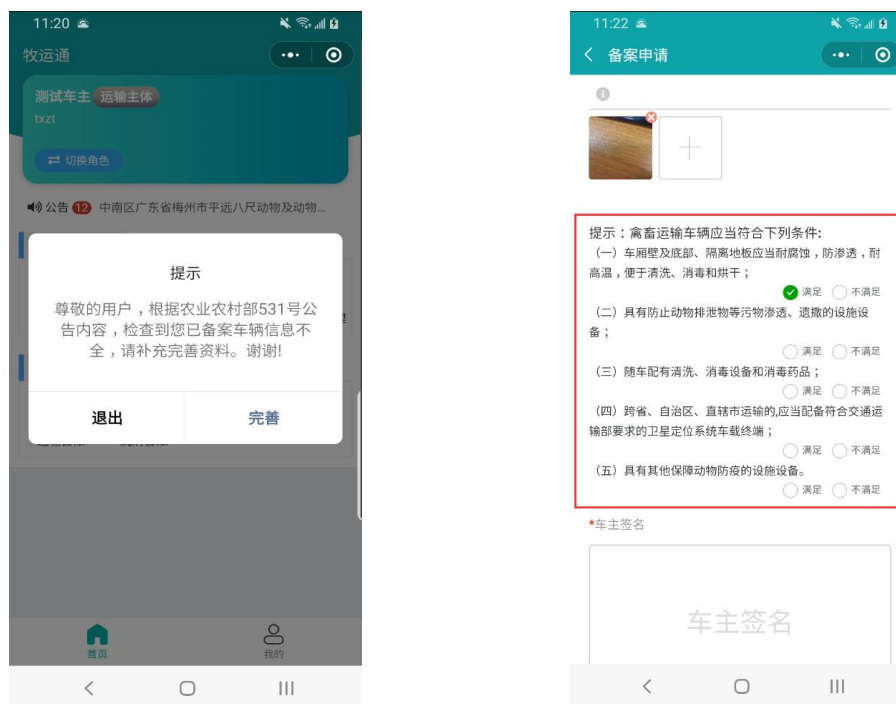 11:20
牧运通
测试车主 运输主体
txzt
切换角色
公告 12 中南区广东省梅州市平远八尺动物及动物...
提示
尊敬的用户，根据农业农村部531号公
告内容，检查到您已备案车辆信息不
全，请补充完善资料。谢谢!
退出 完善
首页 我的
11:22
备案申请
提示：禽畜运输车辆应当符合下列条件:
（一）车厢壁及底部、隔离地板应当耐腐蚀，防渗透，耐
高温，便于清洗、消毒和烘干；
满足 不满足
（二）具有防止动物排泄物等污物渗透、遗撒的设施设
备；
满足 不满足
（三）随车配有清洗、消毒设备和消毒药品；
满足 不满足
（四）跨省、自治区、直辖市运输的,应当配备符合交通运
输部要求的卫星定位系统车载终端；
满足 不满足
（五）具有其他保障动物防疫的设施设备。
满足 不满足
*车主签名
车主签名